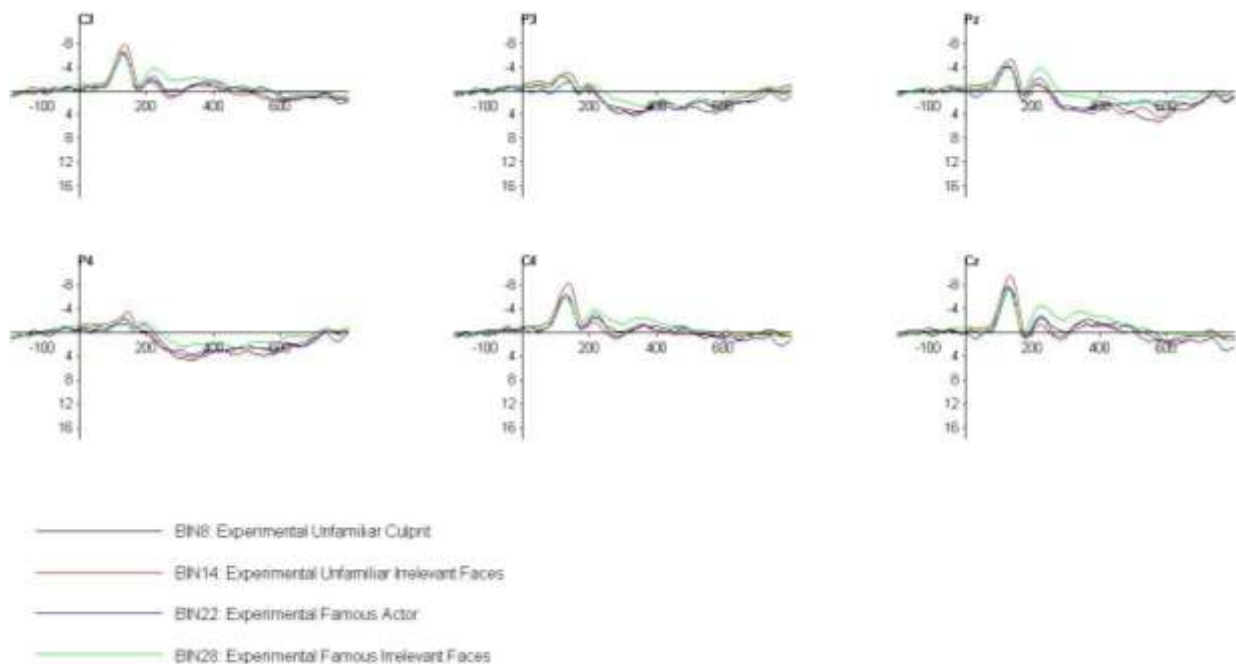 C3 P3 Pz
-8 -8 -8
-4 -4 -4
-100 200 400 600 -100 200 400 600 -100 200 400 600
4 4 4
8 8 8
12 12 12
16 16 16
P4 C4 Cz
-8 -8 -8
-4 -4 -4
-100 200 400 600 -100 200 400 600 -100 200 400 600
4 4 4
8 8 8
12 12 12
16 16 16
BIN8: Experimental Unfamiliar Culprit
BIN14: Experimental Unfamiliar Irrelevant Faces
BIN22: Experimental Famous Actor
BIN28: Experimental Famous Irrelevant Faces